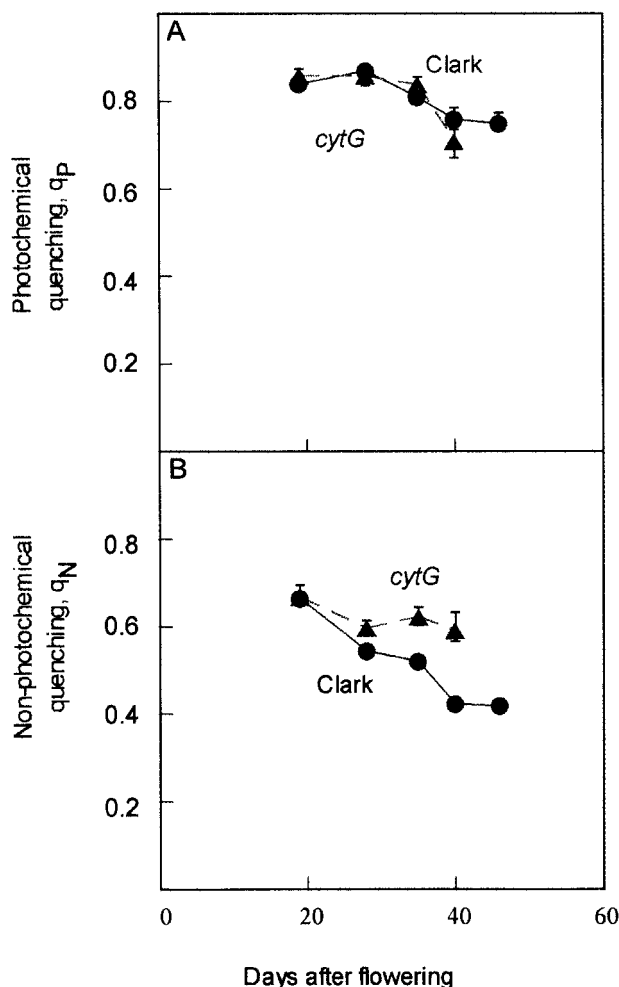 A
Clark
cytG
0.8
0.6
0.4
0.2
Photochemical
quenching, qP
B
cytG
Clark
0.8
0.6
0.4
0.2
Non-photochemical
quenching, qN
0 20 40 60
Days after flowering